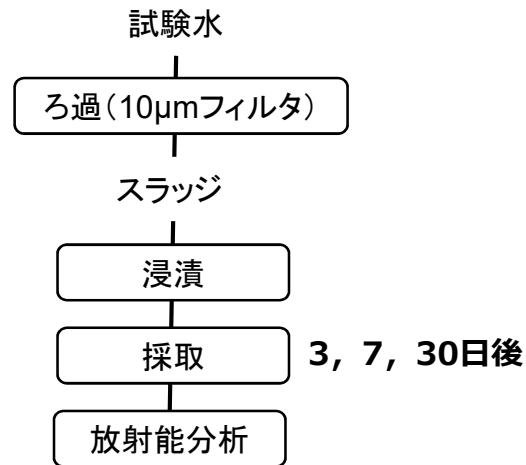 試験水
ろ過（10μmフィルタ）
スラッジ
浸漬
採取
3，7，30日後
放射能分析